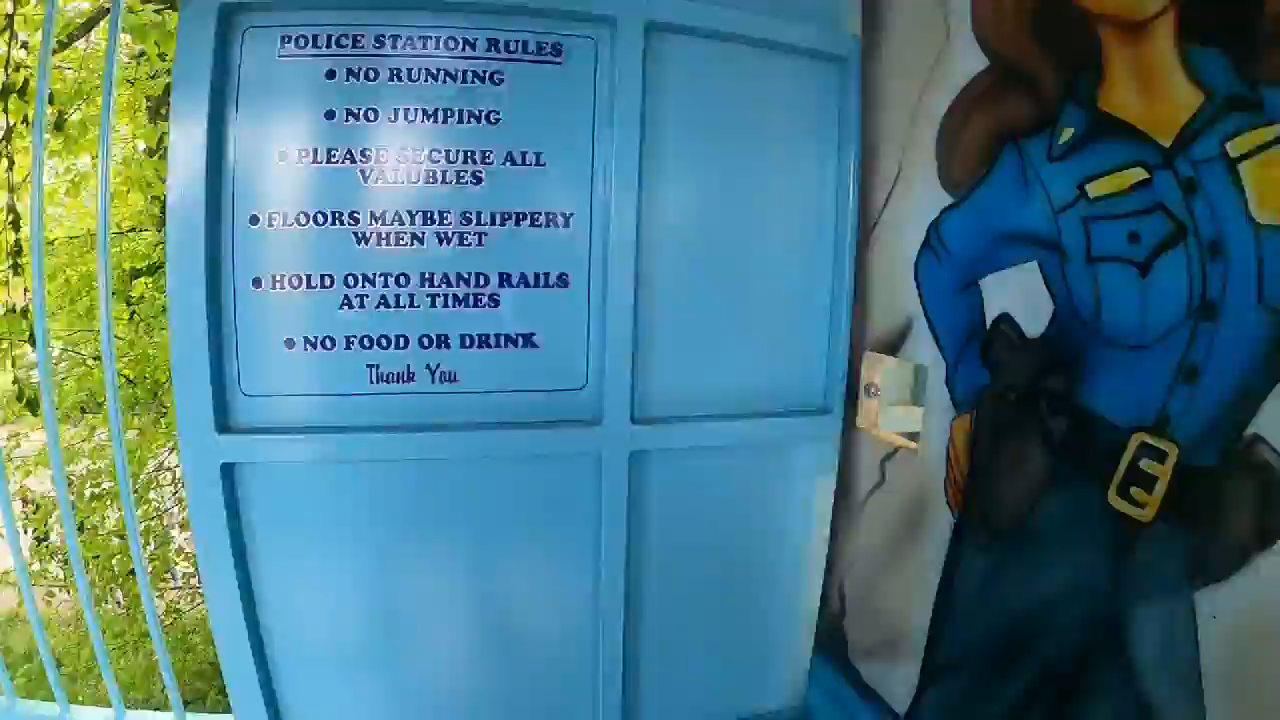 POLICE STATION RULES
• NO RUNNING
• NO JUMPING
• PLEASE SECURE ALL
VALUBLES
• FLOORS MAYBE SLIPPERY
WHEN WET
• HOLD ONTO HAND RAILS
AT ALL TIMES
• NO FOOD OR DRINK
Thank You